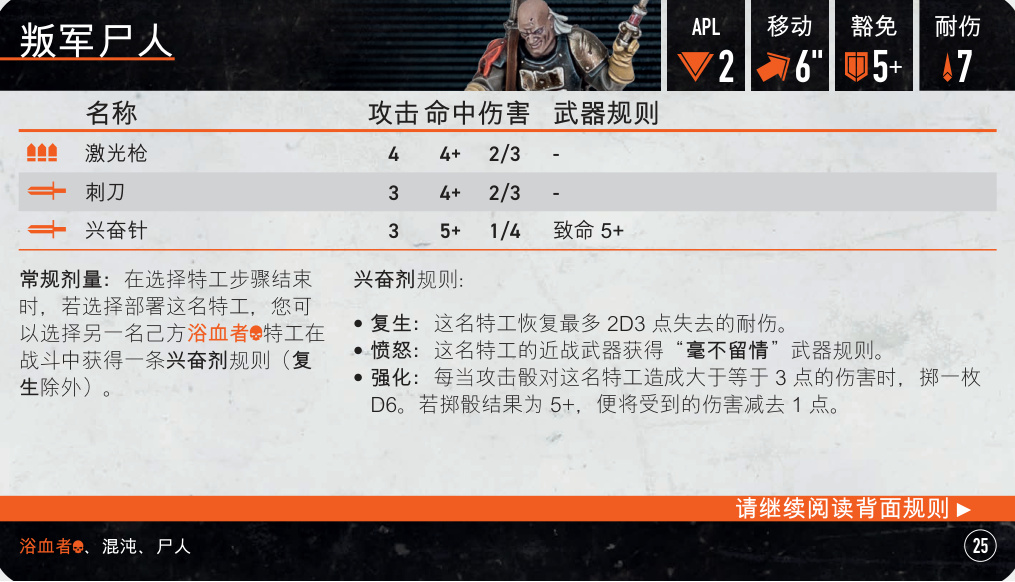 叛军尸人
APL 移动 豁免 耐伤
2 6" 5+ 7
名称 攻击 命中 伤害 武器规则
激光枪 4 4+ 2/3 -
刺刀 3 4+ 2/3 -
兴奋针 3 5+ 1/4 致命 5+
常规剂量：在选择特工步骤结束
时，若选择部署这名特工，您可
以选择另一名己方浴血者特工在
战斗中获得一条兴奋剂规则（复
生除外）。
兴奋剂规则:
• 复生：这名特工恢复最多 2D3 点失去的耐伤。
• 愤怒：这名特工的近战武器获得“毫不留情”武器规则。
• 强化：每当攻击骰对这名特工造成大于等于 3 点的伤害时，掷一枚
D6。若掷骰结果为 5+，便将受到的伤害减去 1 点。
请继续阅读背面规则 ▶
浴血者、混沌、尸人
25